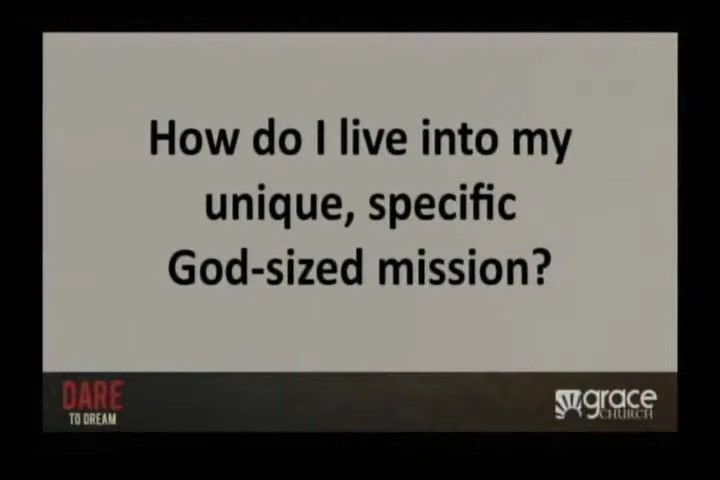 How do I live into my
unique, specific
God-sized mission?
DARE
TO DREAM
grace
CHURCH